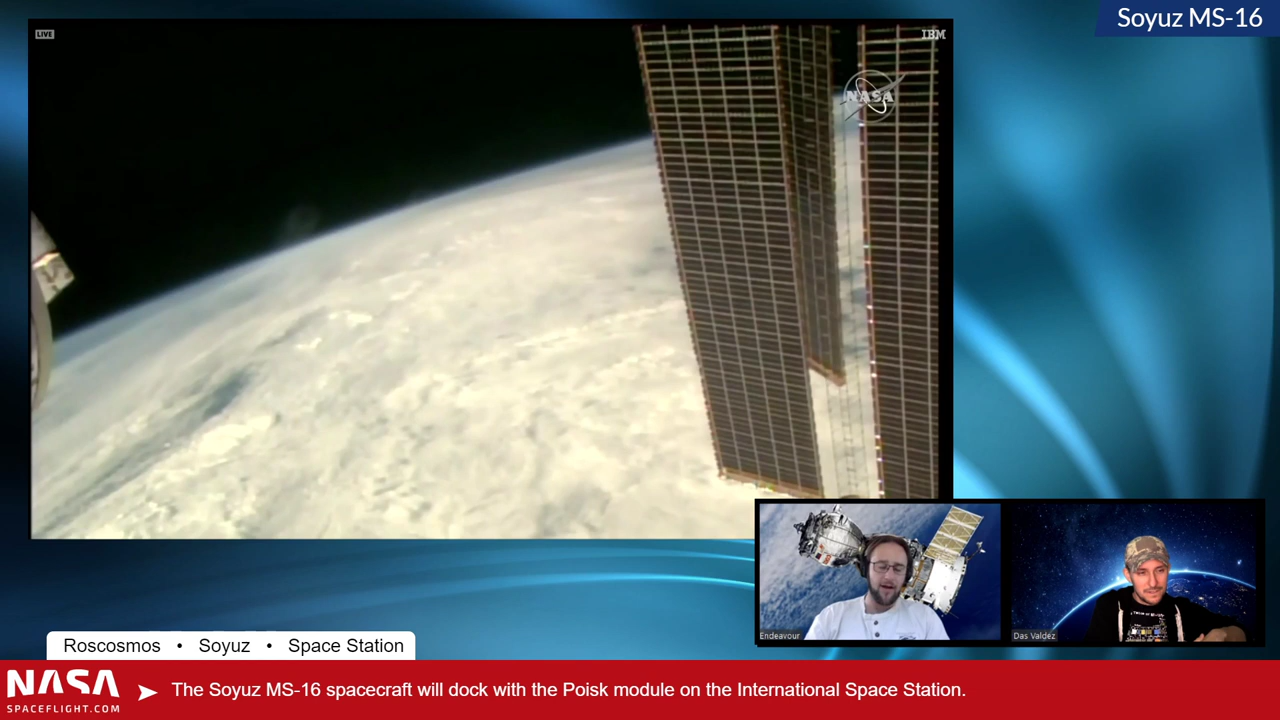 Soyuz MS-16
LIVE
IBM
NASA
Endeavour
Das Valdez
Roscosmos • Soyuz • Space Station
NASA
SPACEFLIGHT.COM
The Soyuz MS-16 spacecraft will dock with the Poisk module on the International Space Station.